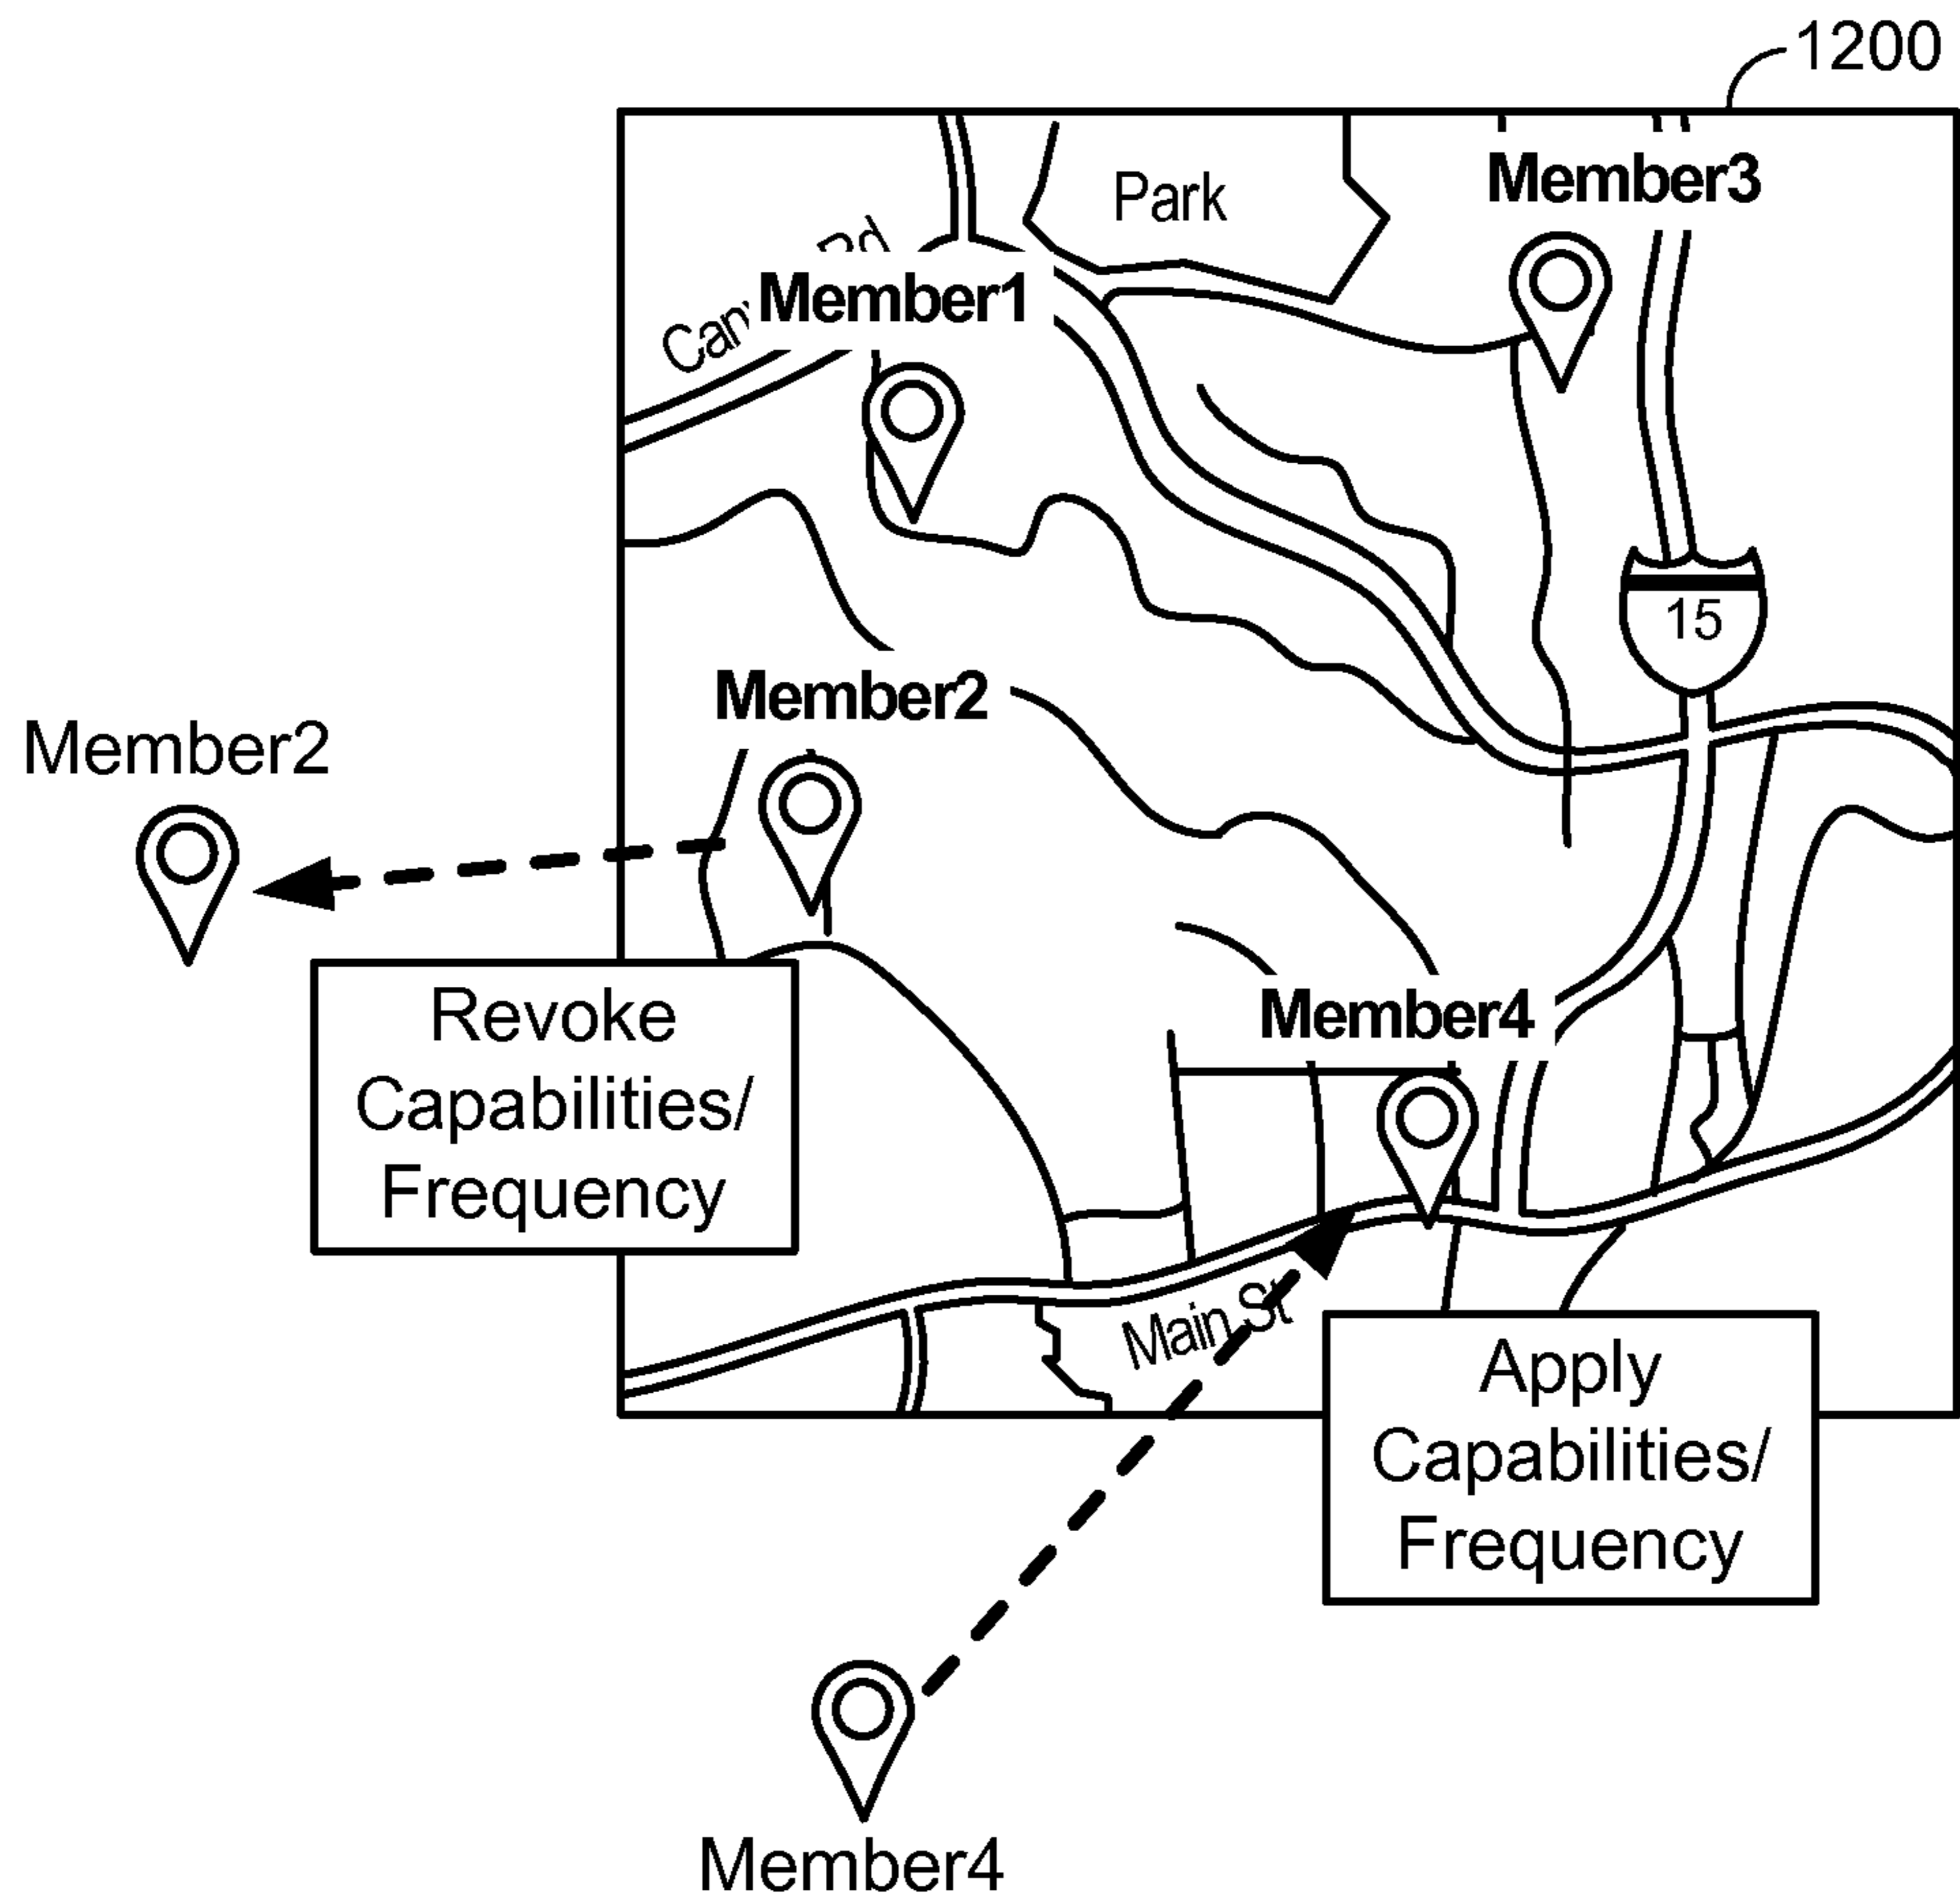 1200
Park
Member3
Member1
15
Member2
Member2
Revoke
Capabilities/
Frequency
Member4
Main St
Apply
Capabilities/
Frequency
Member4